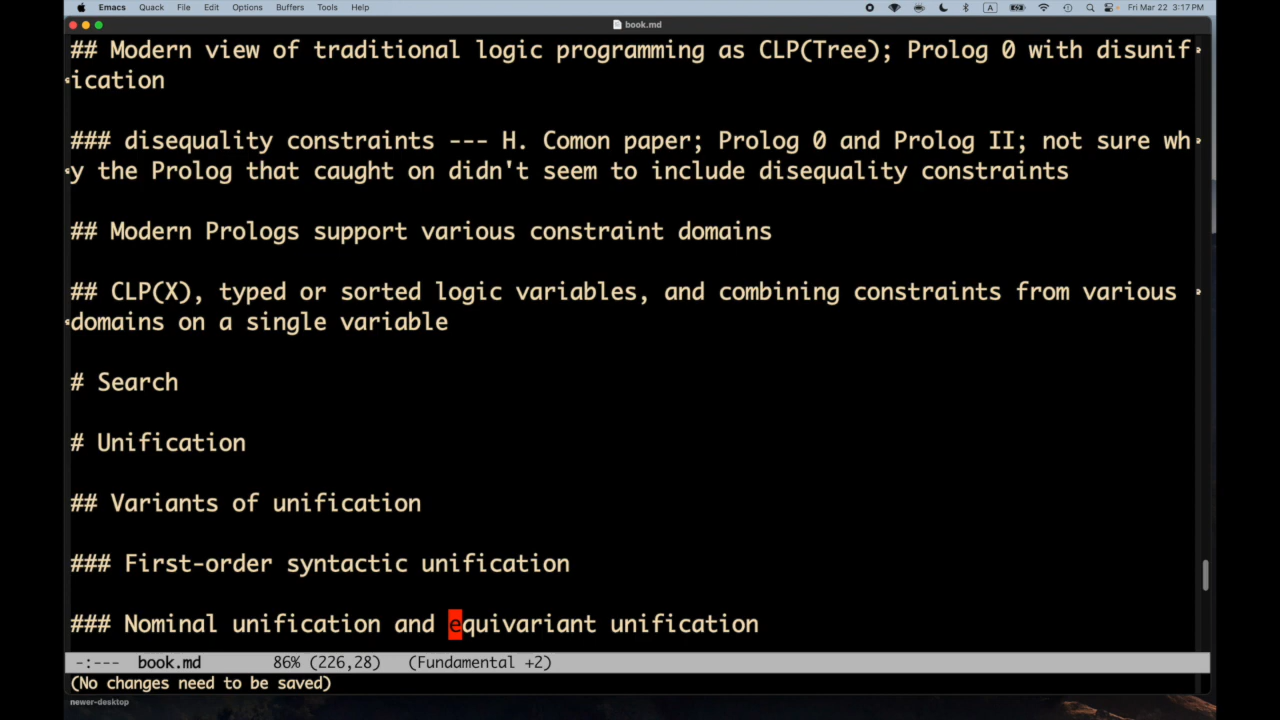 Emacs Quack File Edit Options Buffers Tools Help A Fri Mar 22 3:17 PM
book.md
## Modern view of traditional logic programming as CLP(Tree); Prolog 0 with disunif
ication
### disequality constraints --- H. Comon paper; Prolog 0 and Prolog II; not sure wh
y the Prolog that caught on didn't seem to include disequality constraints
## Modern Prologs support various constraint domains
## CLP(X), typed or sorted logic variables, and combining constraints from various
domains on a single variable
# Search
# Unification
## Variants of unification
### First-order syntactic unification
### Nominal unification and equivariant unification
-:--- book.md 86% (226,28) (Fundamental +2)
(No changes need to be saved)
newer-desktop